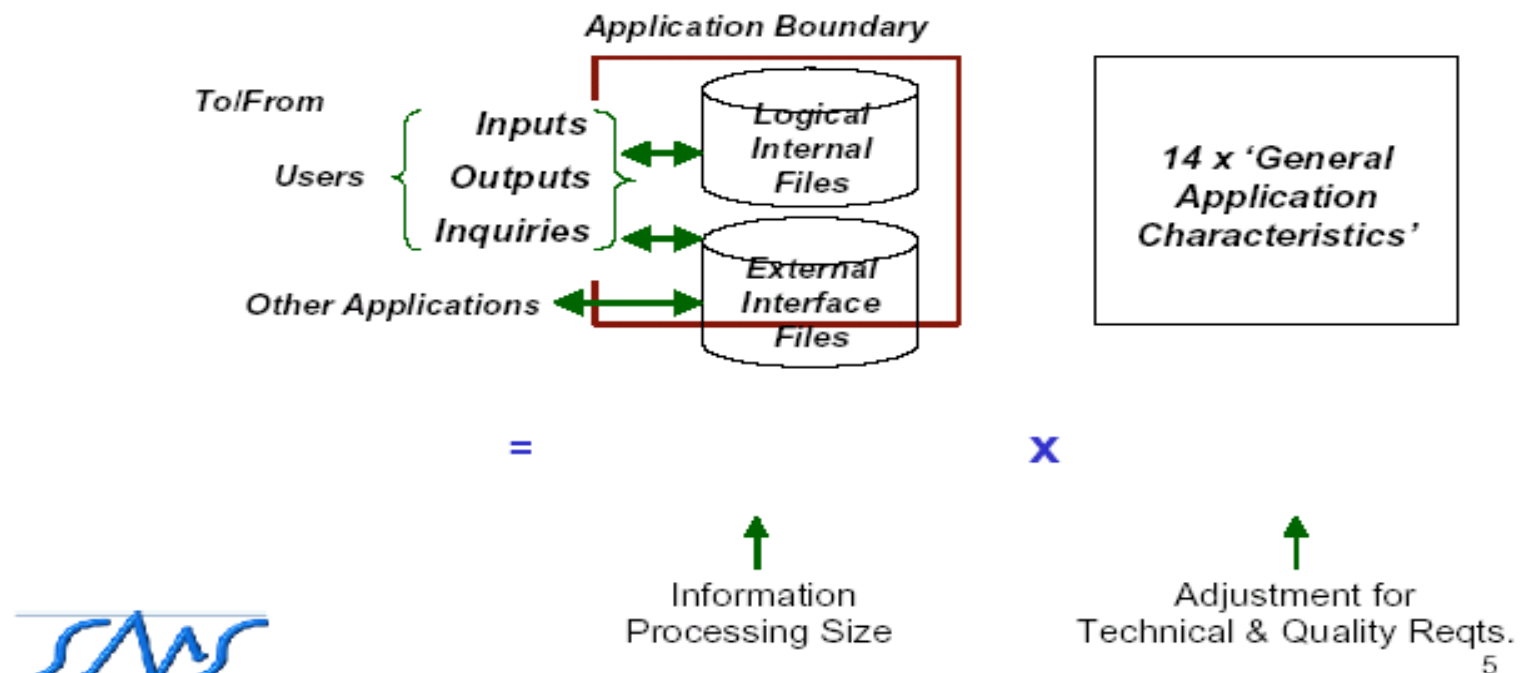 Application Boundary
To/From
Users
Inputs
Outputs
Inquiries
Other Applications
Logical
Internal
Files
External
Interface
Files
14 x ‘General
Application
Characteristics’
=
x
Information
Processing Size
Adjustment for
Technical & Quality Reqts.
5